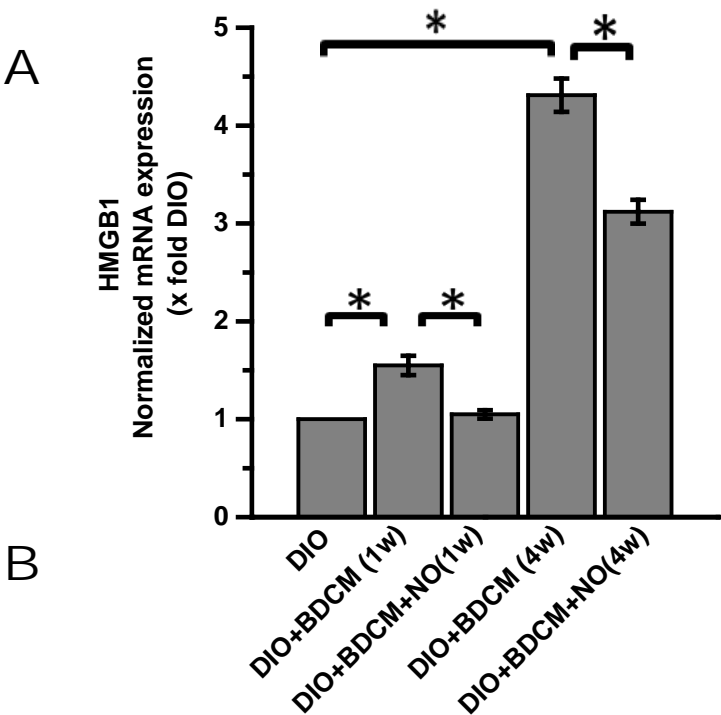 A
HMGB1
Normalized mRNA expression
(x fold DIO)
5
4
3
2
1
0
*
*
*
*
DIO
DIO+BDCM (1w)
DIO+BDCM+NO(1w)
DIO+BDCM (4w)
DIO+BDCM+NO(4w)
B